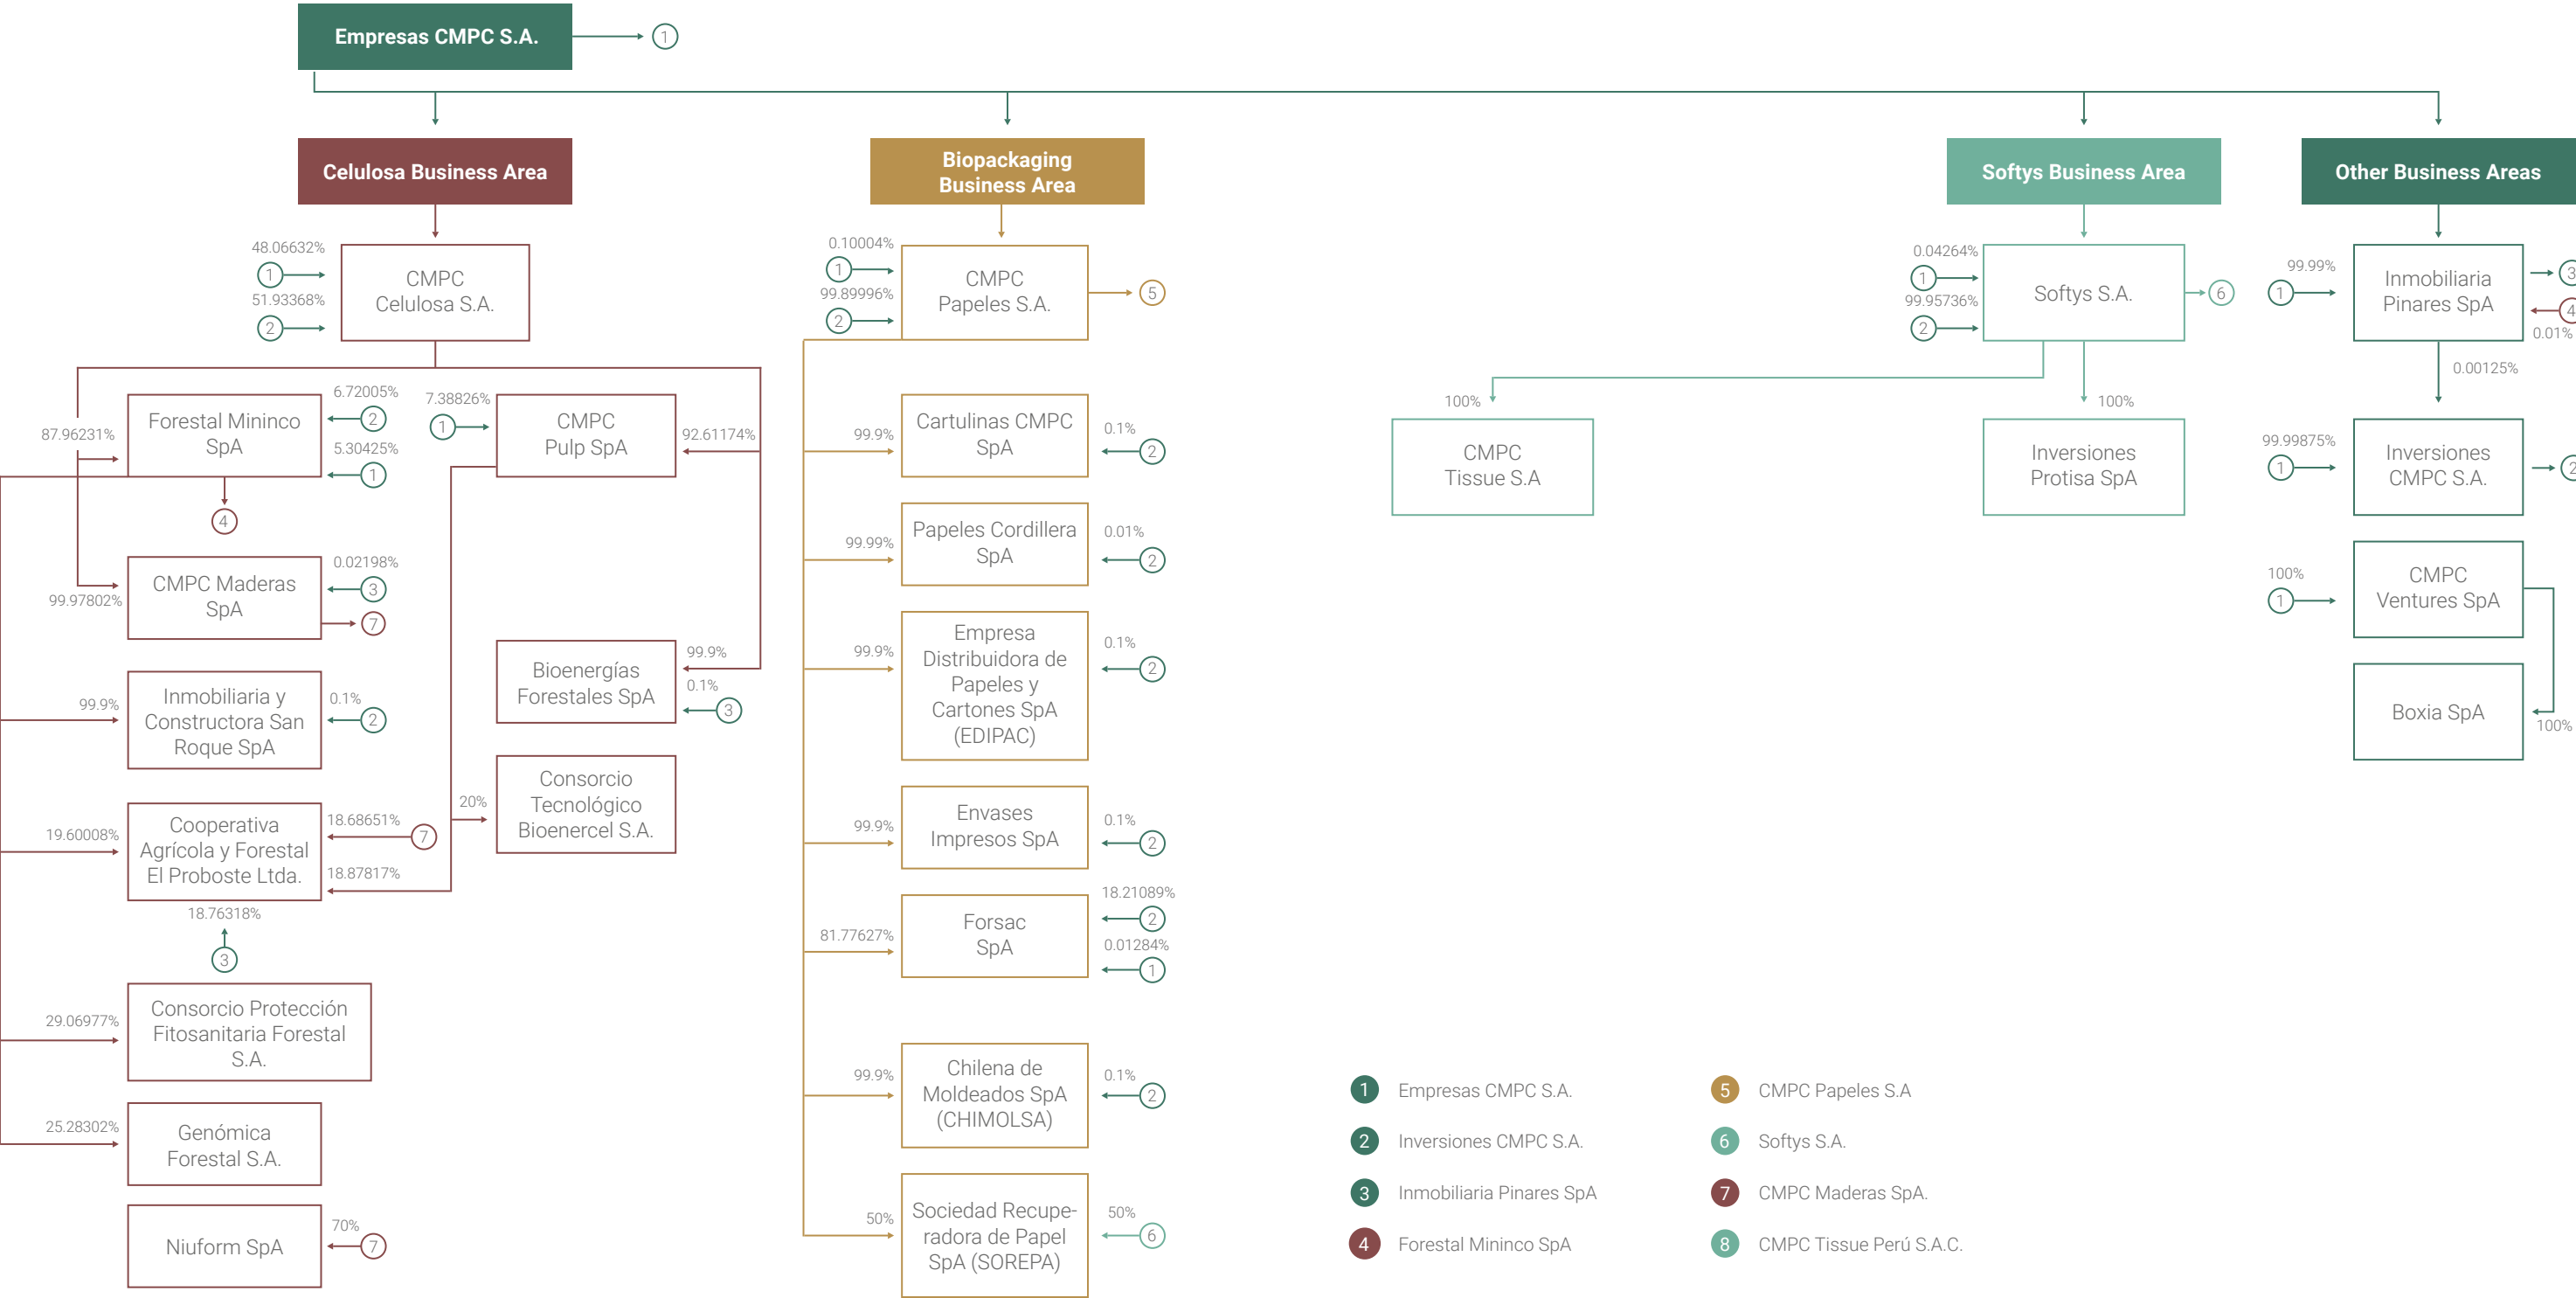 Empresas CMPC S.A.
1
Celulosa Business Area
Biopackaging
Business Area
Softys Business Area
Other Business Areas
48.06632%
1
51.93368%
2
CMPC
Celulosa S.A.
87.96231%
Forestal Mininco
SpA
6.72005%
2
5.30425%
1
4
7.38826%
1
CMPC
Pulp SpA
92.61174%
99.97802%
CMPC Maderas
SpA
0.02198%
3
7
99.9%
Inmobiliaria y
Constructora San
Roque SpA
0.1%
2
Bioenergías
Forestales SpA
99.9%
0.1%
3
20%
Consorcio
Tecnológico
Bioenercel S.A.
19.60008%
Cooperativa
Agrícola y Forestal
El Proboste Ltda.
18.68651%
7
18.87817%
18.76318%
3
29.06977%
Consorcio Protección
Fitosanitaria Forestal
S.A.
25.28302%
Genómica
Forestal S.A.
Niuform SpA
70%
7
0.10004%
1
99.89996%
2
CMPC
Papeles S.A.
5
99.9%
Cartulinas CMPC
SpA
0.1%
2
99.99%
Papeles Cordillera
SpA
0.01%
2
99.9%
Empresa
Distribuidora de
Papeles y
Cartones SpA
(EDIPAC)
0.1%
2
99.9%
Envases
Impresos SpA
0.1%
2
81.77627%
Forsac
SpA
18.21089%
2
0.01284%
1
99.9%
Chilena de
Moldeados SpA
(CHIMOLSA)
0.1%
2
50%
Sociedad Recupe-
radora de Papel
SpA (SOREPA)
50%
6
0.04264%
1
99.95736%
2
Softys S.A.
6
100%
CMPC
Tissue S.A
100%
Inversiones
Protisa SpA
99.99%
1
Inmobiliaria
Pinares SpA
3
4
0.01%
0.00125%
99.99875%
1
Inversiones
CMPC S.A.
2
100%
1
CMPC
Ventures SpA
Boxia SpA
100%
1 Empresas CMPC S.A.
2 Inversiones CMPC S.A.
3 Inmobiliaria Pinares SpA
4 Forestal Mininco SpA
5 CMPC Papeles S.A
6 Softys S.A.
7 CMPC Maderas SpA.
8 CMPC Tissue Perú S.A.C.